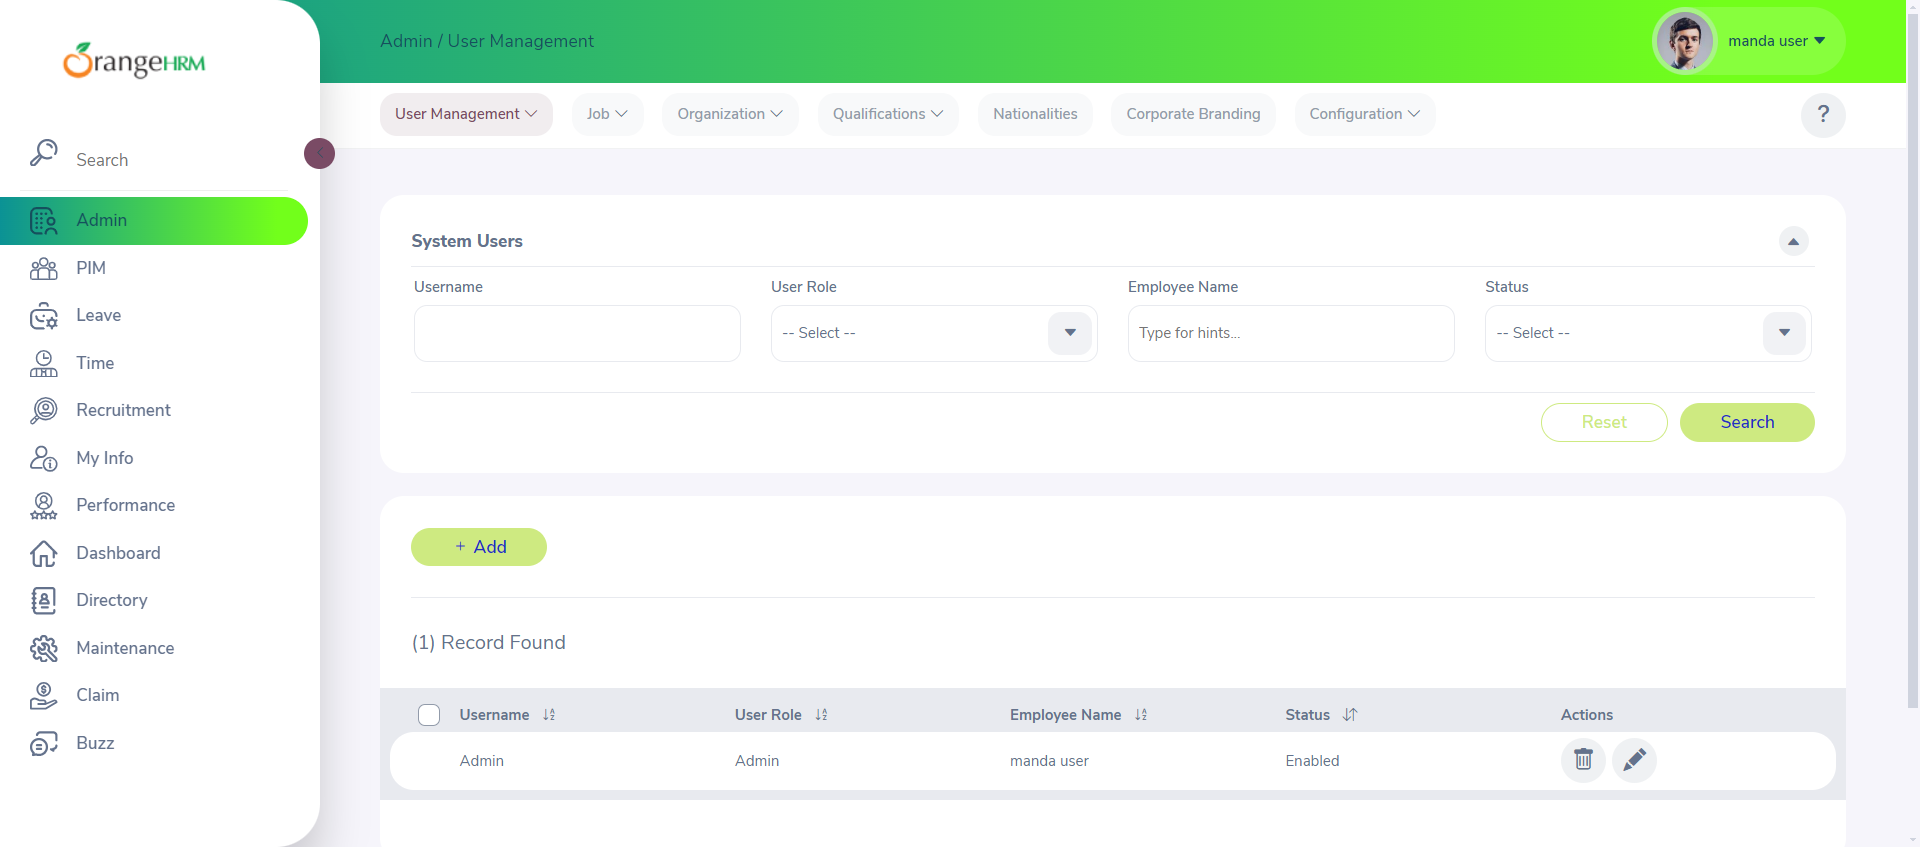 OrangeHRM
Search
Admin
PIM
Leave
Time
Recruitment
My Info
Performance
Dashboard
Directory
Maintenance
Claim
Buzz
Admin / User Management
manda user
User Management
Job
Organization
Qualifications
Nationalities
Corporate Branding
Configuration
?
System Users
Username
User Role
Employee Name
Status
-- Select --
Type for hints...
-- Select --
Reset
Search
+ Add
(1) Record Found
Username
User Role
Employee Name
Status
Actions
Admin
Admin
manda user
Enabled